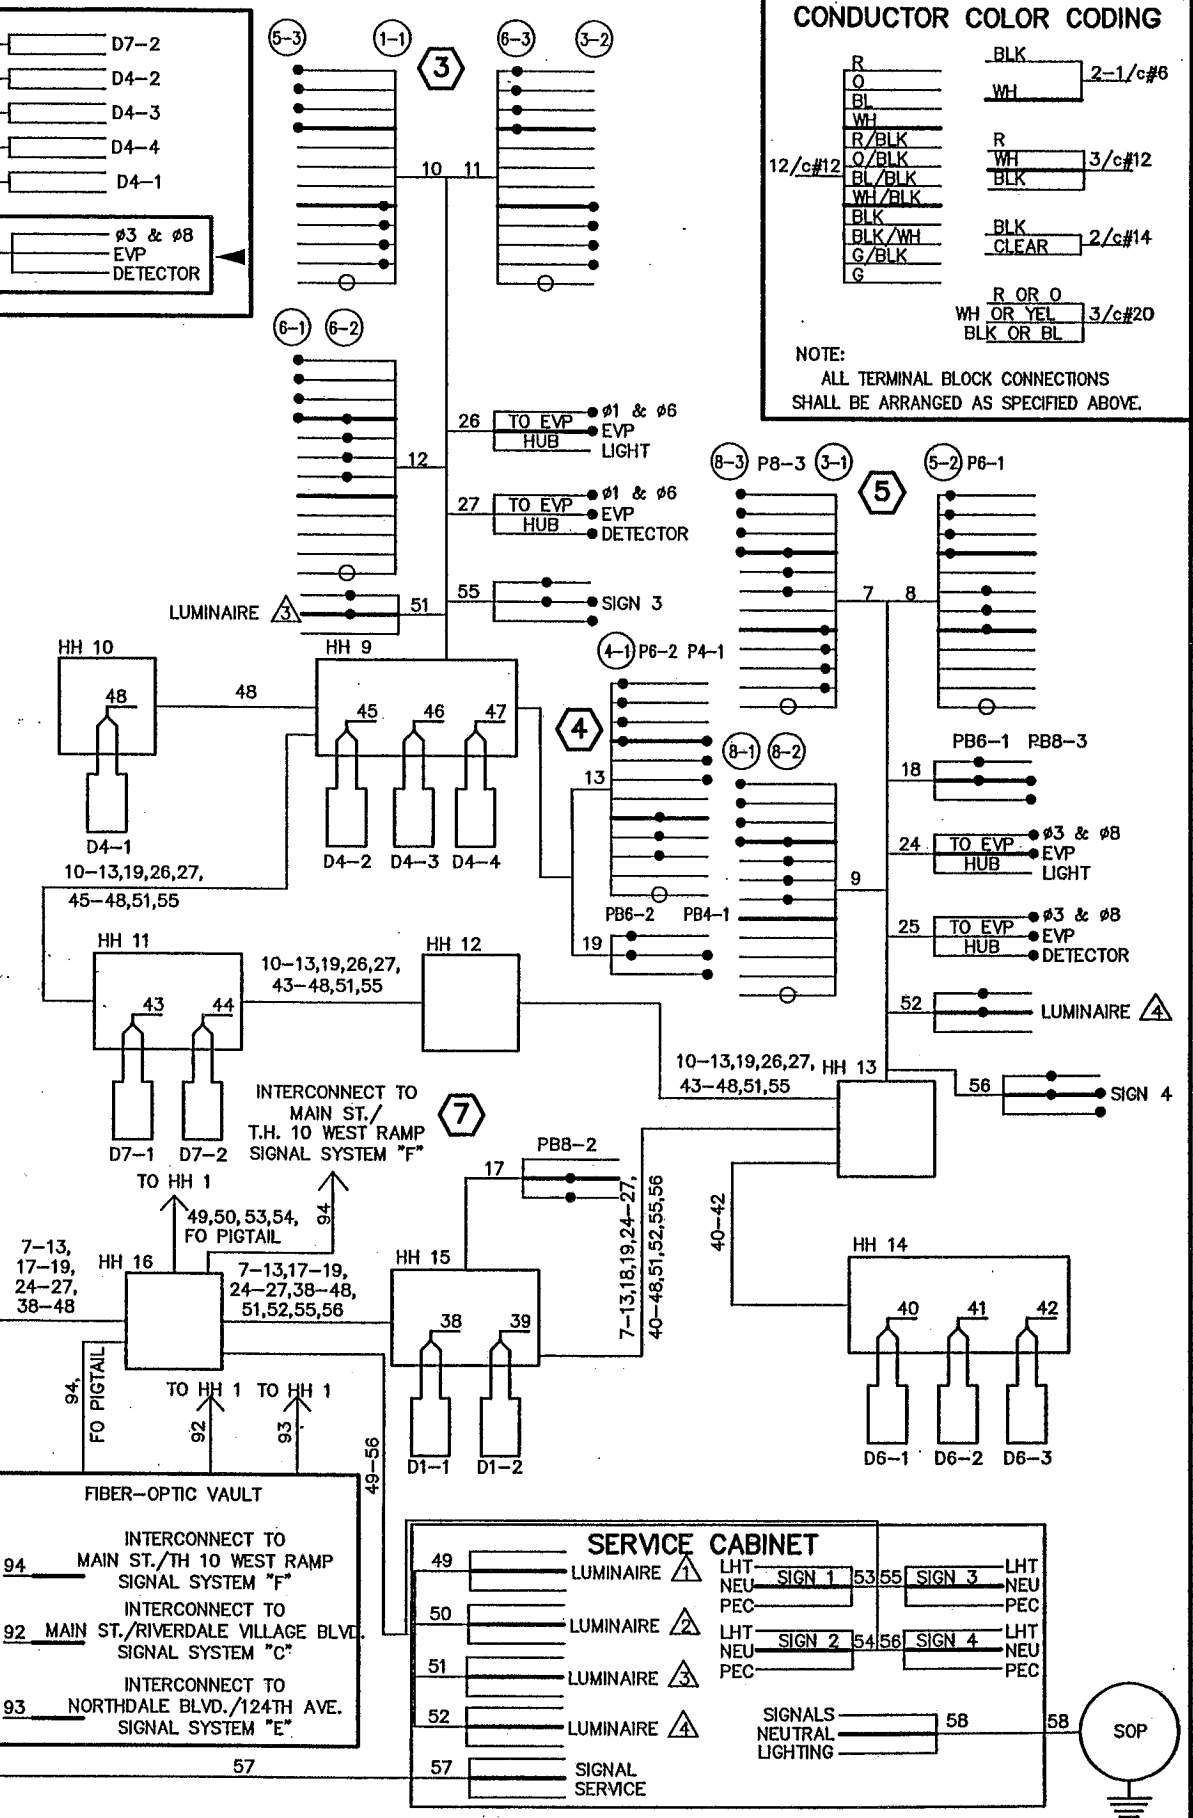 D7-2
D4-2
D4-3
D4-4
D4-1
ø3 & ø8
EVP
DETECTOR
5-3
1-1
3
6-3
3-2
10
11
CONDUCTOR COLOR CODING
R
O
BL
WH
R/BLK
O/BLK
BL/BLK
WH/BLK
BLK
BLK/WH
G/BLK
G
12/c#12
BLK
WH
2-1/c#6
R
WH
BLK
3/c#12
BLK
CLEAR
2/c#14
R OR O
WH OR YEL
BLK OR BL
3/c#20
NOTE:
ALL TERMINAL BLOCK CONNECTIONS
SHALL BE ARRANGED AS SPECIFIED ABOVE.
6-1
6-2
12
26
TO EVP
HUB
ø1 & ø6
EVP
LIGHT
27
TO EVP
HUB
ø1 & ø6
EVP
DETECTOR
LUMINAIRE 3
51
55
SIGN 3
8-3 P8-3 3-1
5
5-2 P6-1
7
8
HH 10
48
48
HH 9
45
46
47
D4-1
D4-2
D4-3
D4-4
4-1 P6-2 P4-1
4
13
PB6-2
PB4-1
19
8-1
8-2
9
PB6-1
PB8-3
18
24
TO EVP
HUB
ø3 & ø8
EVP
LIGHT
25
TO EVP
HUB
ø3 & ø8
EVP
DETECTOR
52
LUMINAIRE 4
56
SIGN 4
10-13,19,26,27,
45-48,51,55
HH 11
43
44
D7-1
D7-2
10-13,19,26,27,
43-48,51,55
HH 12
10-13,19,26,27,
43-48,51,55
HH 13
INTERCONNECT TO
MAIN ST./
T.H. 10 WEST RAMP
SIGNAL SYSTEM "F"
7
TO HH 1
49,50,53,54,
FO PIGTAIL
94
17
PB8-2
7-13,18,19,24-27,
40-48,51,52,55,56
40-42
HH 14
40
41
42
D6-1
D6-2
D6-3
7-13,
17-19,
24-27,
38-48
HH 16
7-13,17-19,
24-27,38-48,
51,52,55,56
HH 15
38
39
D1-1
D1-2
94,
FO PIGTAIL
TO HH 1
92
TO HH 1
93
49-56
FIBER-OPTIC VAULT
94
INTERCONNECT TO
MAIN ST./TH 10 WEST RAMP
SIGNAL SYSTEM "F"
92
INTERCONNECT TO
MAIN ST./RIVERDALE VILLAGE BLVD.
SIGNAL SYSTEM "C"
93
INTERCONNECT TO
NORTHDALE BLVD./124TH AVE.
SIGNAL SYSTEM "E"
57
SERVICE CABINET
49
LUMINAIRE 1
50
LUMINAIRE 2
51
LUMINAIRE 3
52
LUMINAIRE 4
57
SIGNAL
SERVICE
LHT
NEU
PEC
SIGN 1
53
55
SIGN 3
LHT
NEU
PEC
LHT
NEU
PEC
SIGN 2
54
56
SIGN 4
LHT
NEU
PEC
SIGNALS
NEUTRAL
LIGHTING
58
58
SOP